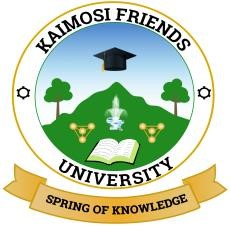 KAIMOSI FRIENDS
UNIVERSITY
SPRING OF KNOWLEDGE